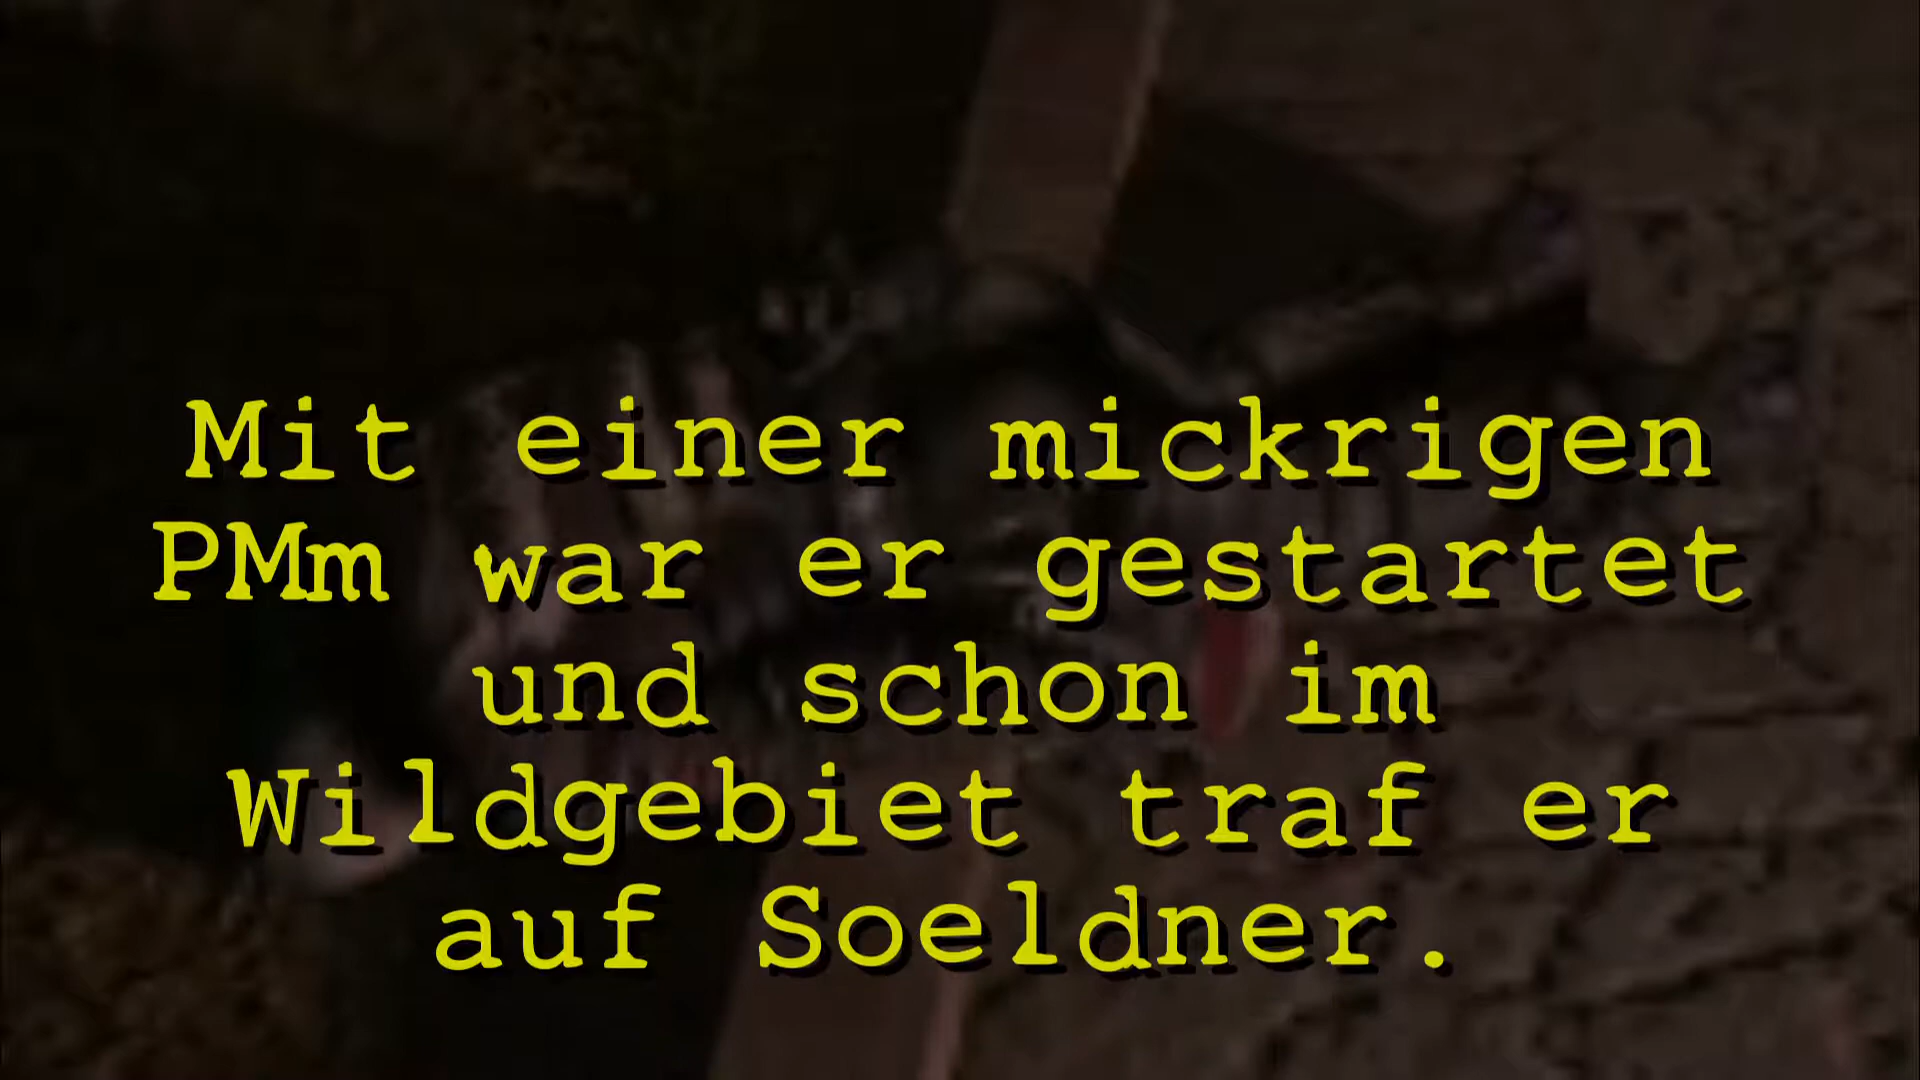 Mit einer mickrigen
PMm war er gestartet
und schon im
Wildgebiet traf er
auf Soeldner.